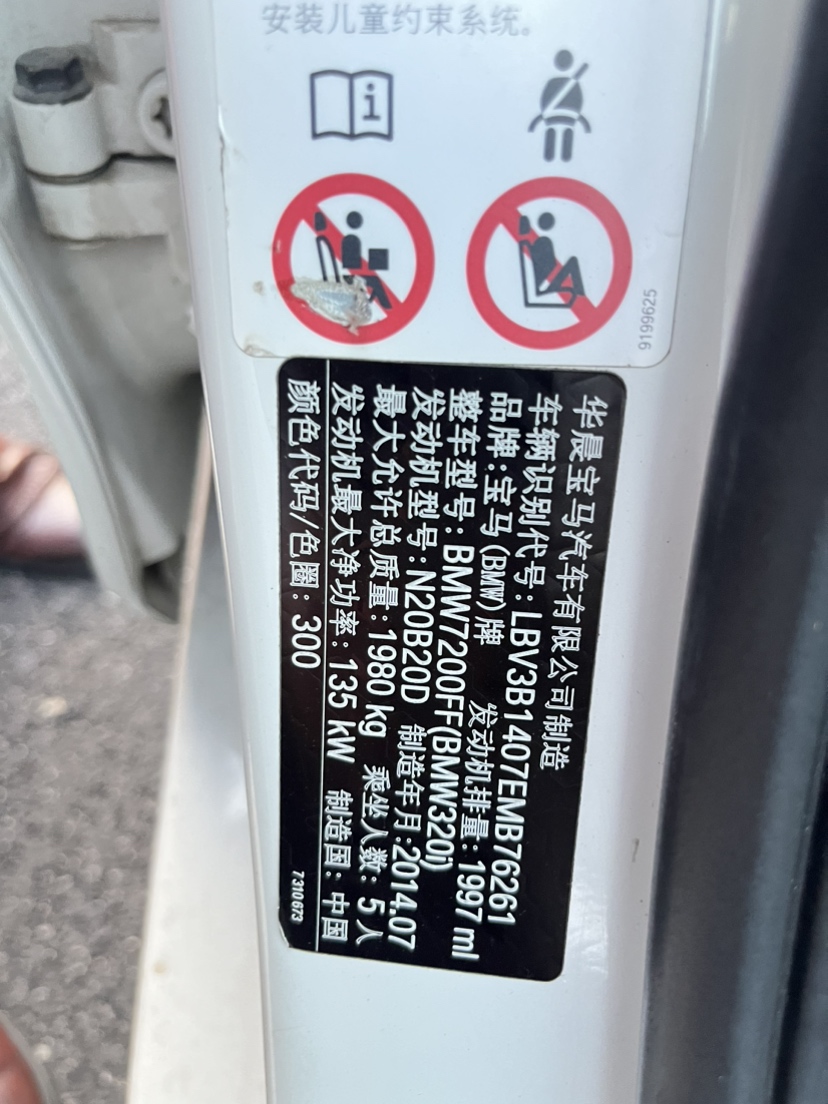 安装儿童约束系统。
9199625
华晨宝马汽车有限公司制造
车辆识别代号:LBV3B1407EMB76261
品牌:宝马(BMW)牌 发动机排量:1997 ml
整车型号:BMW7200FF(BMW320i)
发动机型号:N20B20D 制造年月:2014.07
最大允许总质量:1980 kg 乘坐人数: 5人
发动机最大净功率:135 kW 制造国: 中国
颜色代码/色圈: 300
7 310 673